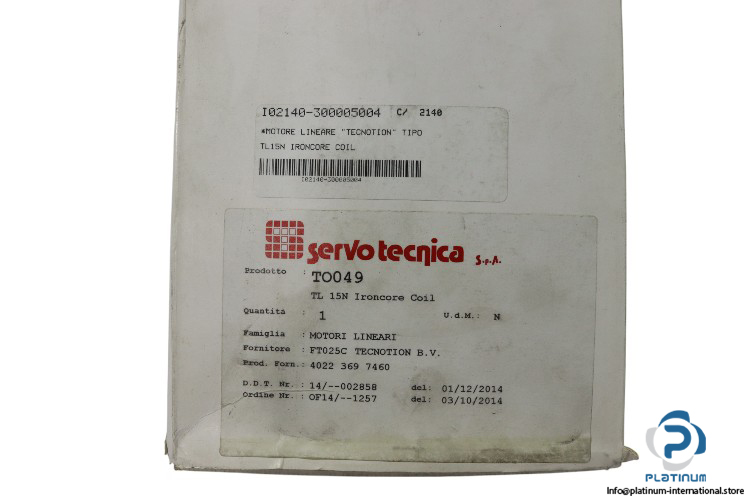 I02140-300005004 C/ 2140
*MOTORE LINEARE "TECNOTION" TIPO
TL15N IRONCORE COIL
I02140-300005004
servotecnica S.p.A.
Prodotto : TO049
TL 15N Ironcore Coil
Quantità : 1 U.d.M.: N
Famiglia : MOTORI LINEARI
Fornitore : FT025C TECNOTION B.V.
Prod. Forn.: 4022 369 7460
D.D.T. Nr.: 14/--002858 del: 01/12/2014
Ordine Nr.: OF14/--1257 del: 03/10/2014
PLATINUM
Info@platinum-international.store